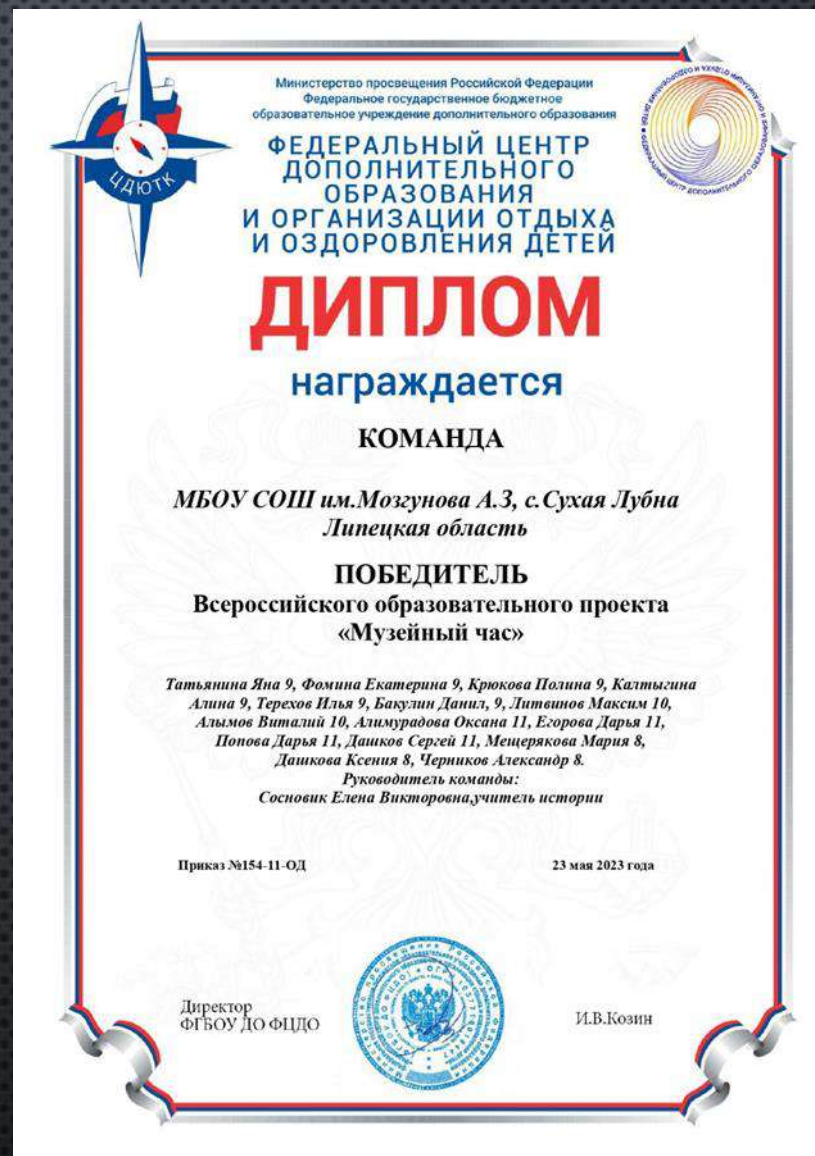 ЦДЮТК
Министерство просвещения Российской Федерации
Федеральное государственное бюджетное
образовательное учреждение дополнительного образования
ФЕДЕРАЛЬНЫЙ ЦЕНТР
ДОПОЛНИТЕЛЬНОГО
ОБРАЗОВАНИЯ
И ОРГАНИЗАЦИИ ОТДЫХА
И ОЗДОРОВЛЕНИЯ ДЕТЕЙ
ДИПЛОМ
награждается
КОМАНДА
МБОУ СОШ им.Мозгунова А.З, с.Сухая Лубна
Липецкая область
ПОБЕДИТЕЛЬ
Всероссийского образовательного проекта
«Музейный час»
Татьянина Яна 9, Фомина Екатерина 9, Крюкова Полина 9, Калтыгина
Алина 9, Терехов Илья 9, Бакулин Данил, 9, Литвинов Максим 10,
Алымов Виталий 10, Алимурадова Оксана 11, Егорова Дарья 11,
Попова Дарья 11, Дашков Сергей 11, Мещерякова Мария 8,
Дашкова Ксения 8, Черников Александр 8.
Руководитель команды:
Сосновик Елена Викторовна,учитель истории
Приказ №154-11-ОД
23 мая 2023 года
Директор
ФГБОУ ДО ФЦДО
И.В.Козин